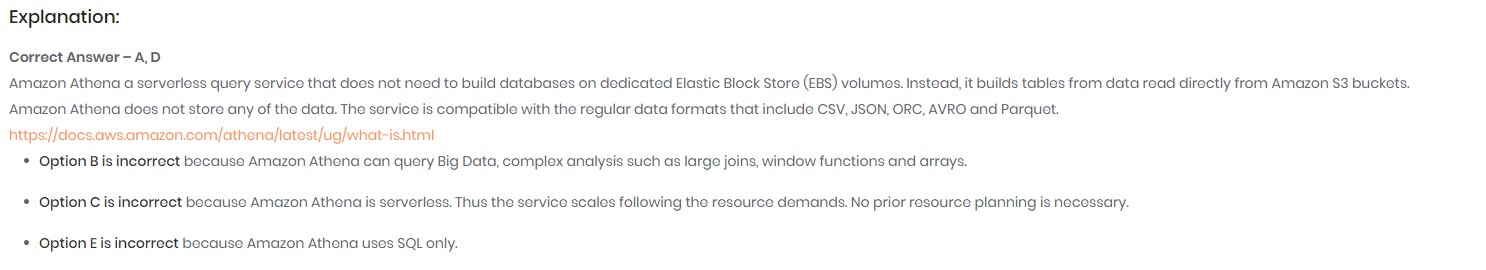 Explanation:
Correct Answer – A, D
Amazon Athena a serverless query service that does not need to build databases on dedicated Elastic Block Store (EBS) volumes. Instead, it builds tables from data read directly from Amazon S3 buckets.
Amazon Athena does not store any of the data. The service is compatible with the regular data formats that include CSV, JSON, ORC, AVRO and Parquet.
https://docs.aws.amazon.com/athena/latest/ug/what-is.html
• Option B is incorrect because Amazon Athena can query Big Data, complex analysis such as large joins, window functions and arrays.
• Option C is incorrect because Amazon Athena is serverless. Thus the service scales following the resource demands. No prior resource planning is necessary.
• Option E is incorrect because Amazon Athena uses SQL only.